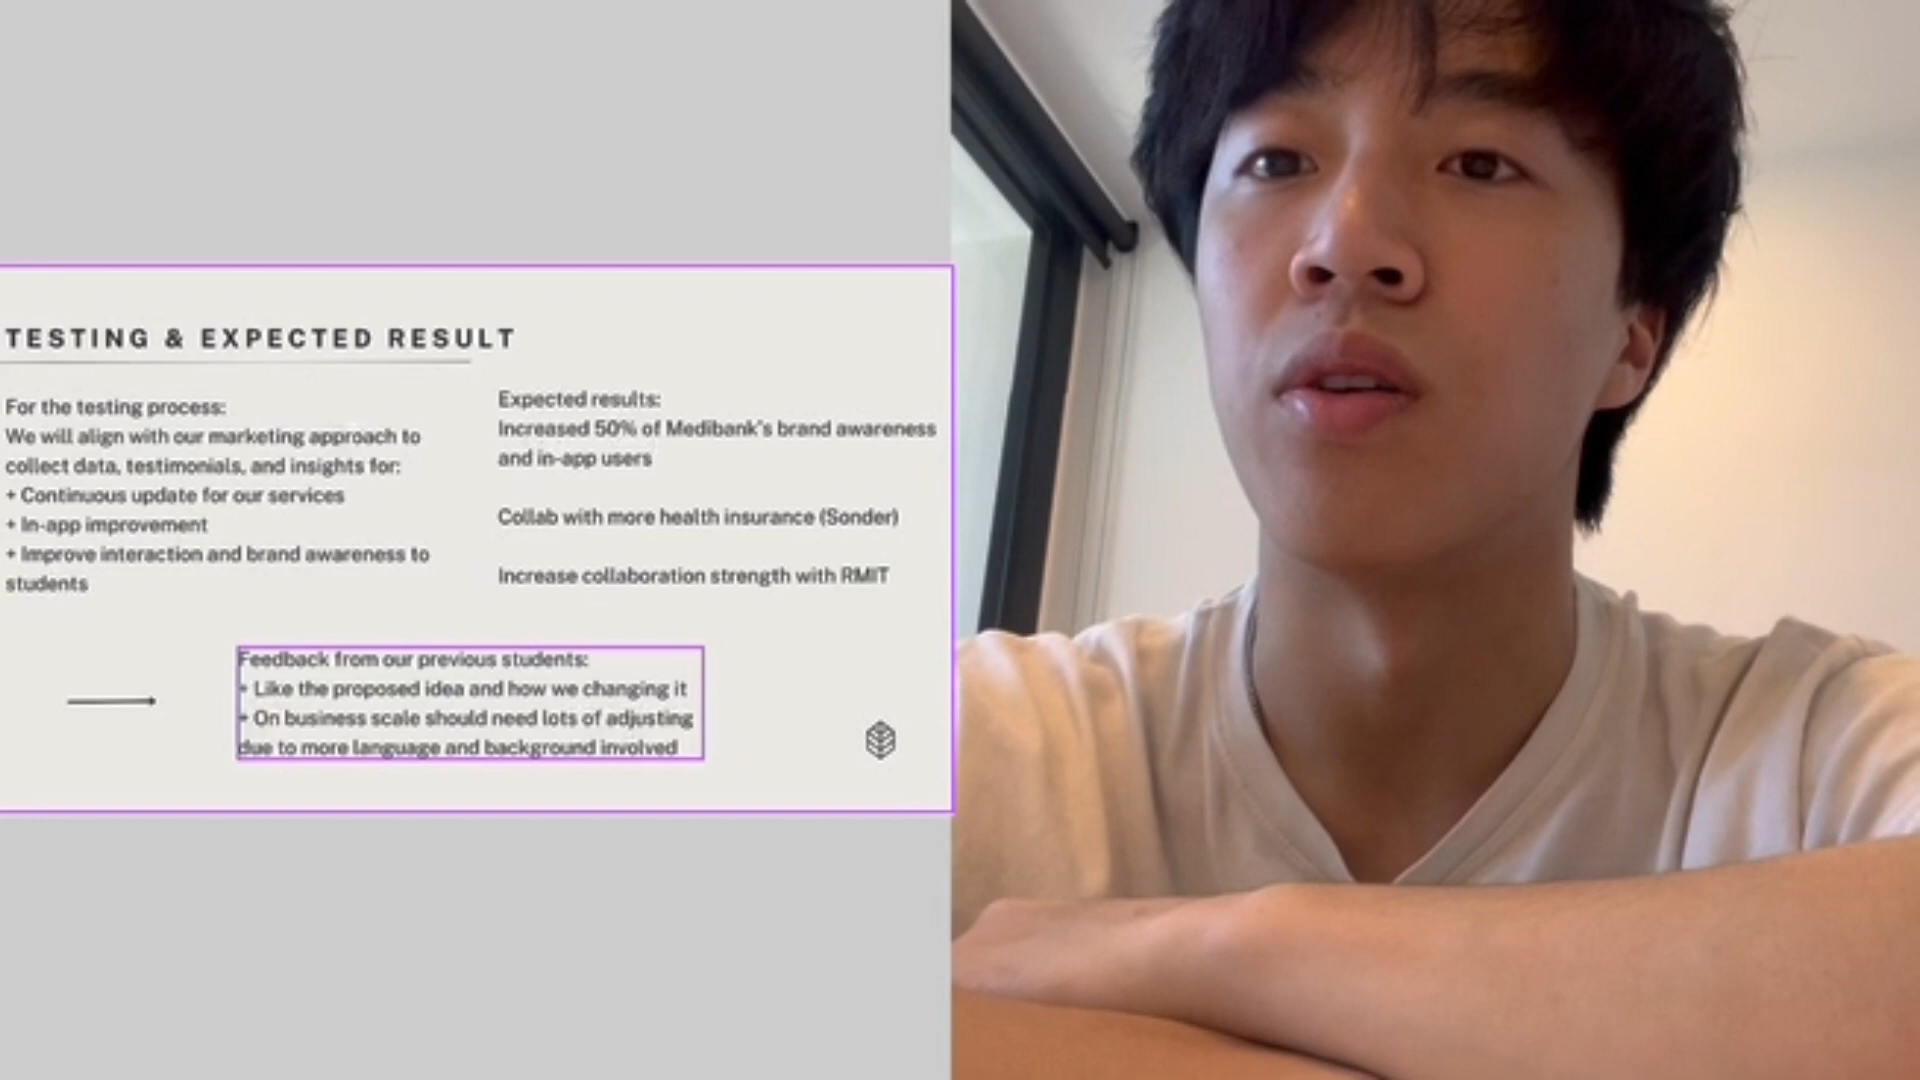 TESTING & EXPECTED RESULT
For the testing process:
We will align with our marketing approach to
collect data, testimonials, and insights for:
+ Continuous update for our services
+ In-app improvement
+ Improve interaction and brand awareness to
students
Expected results:
Increased 50% of Medibank's brand awareness
and in-app users
Collab with more health insurance (Sonder)
Increase collaboration strength with RMIT
Feedback from our previous students:
+ Like the proposed idea and how we changing it
+ On business scale should need lots of adjusting
due to more language and background involved